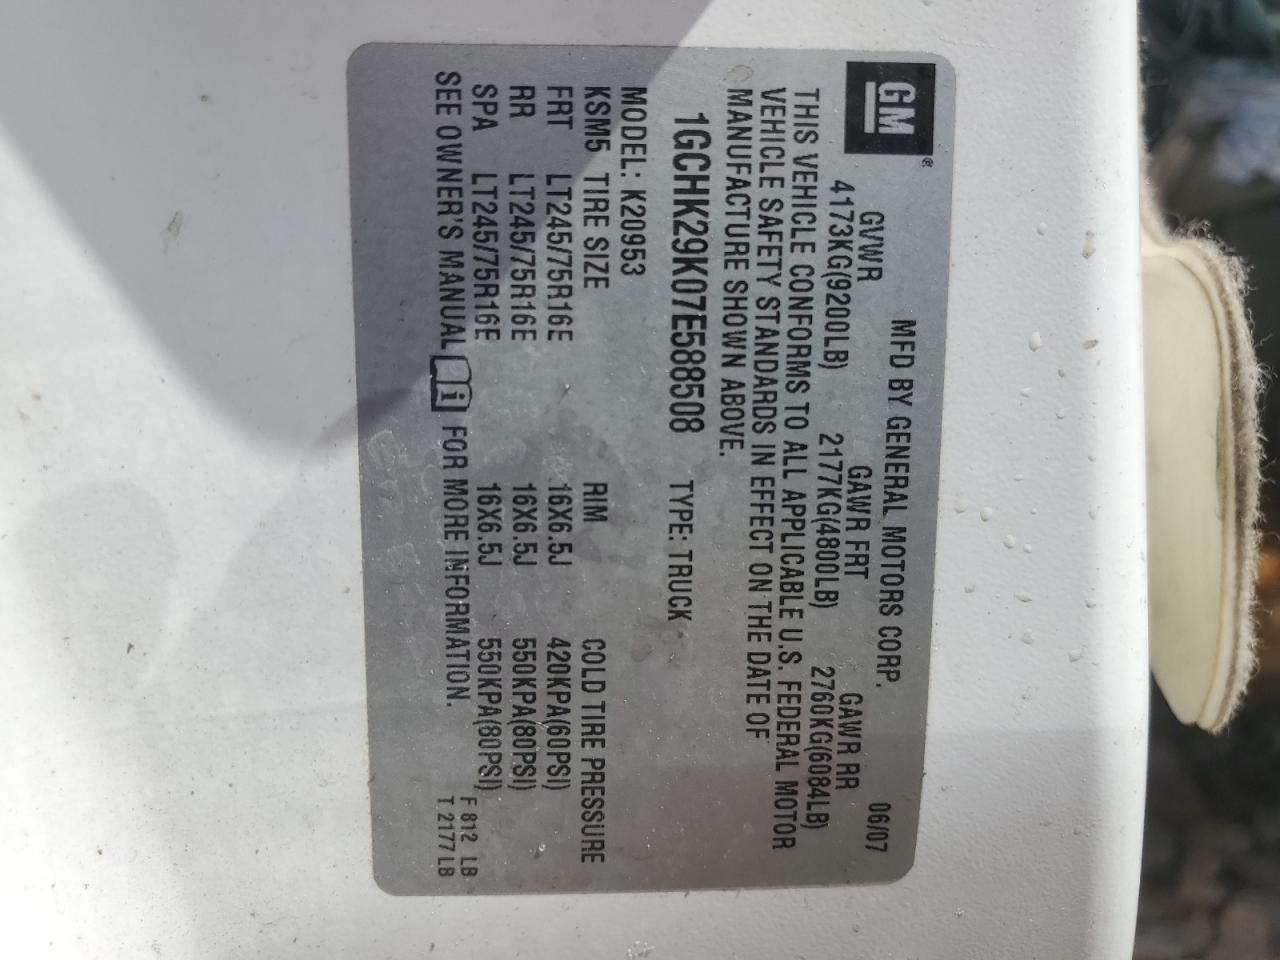 GM®
MFD BY GENERAL MOTORS CORP. 06/07
GVWR GAWR FRT GAWR RR
4173KG(9200LB) 2177KG(4800LB) 2760KG(6084LB)
THIS VEHICLE CONFORMS TO ALL APPLICABLE U.S. FEDERAL MOTOR
VEHICLE SAFETY STANDARDS IN EFFECT ON THE DATE OF
MANUFACTURE SHOWN ABOVE.
1GCHK29K07E588508 TYPE: TRUCK
MODEL: K20953
KSM5 TIRE SIZE RIM COLD TIRE PRESSURE
FRT LT245/75R16E 16X6.5J 420KPA(60PSI)
RR LT245/75R16E 16X6.5J 550KPA(80PSI)
SPA LT245/75R16E 16X6.5J 550KPA(80PSI)
SEE OWNER'S MANUAL FOR MORE INFORMATION.
F 812 LB
T 2177 LB